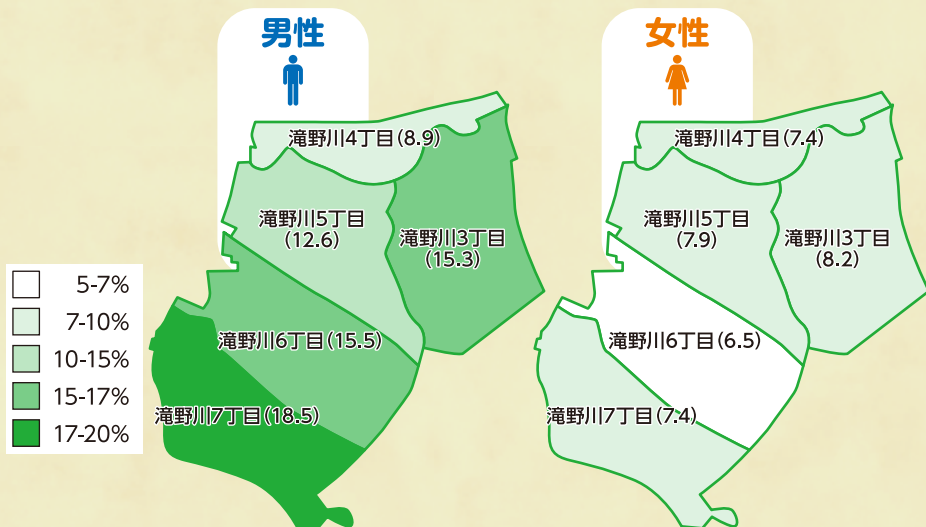 男性
滝野川4丁目(8.9)
滝野川5丁目
(12.6)
滝野川3丁目
(15.3)
滝野川6丁目(15.5)
滝野川7丁目(18.5)
女性
滝野川4丁目(7.4)
滝野川5丁目
(7.9)
滝野川3丁目
(8.2)
滝野川6丁目(6.5)
滝野川7丁目(7.4)
5-7%
7-10%
10-15%
15-17%
17-20%